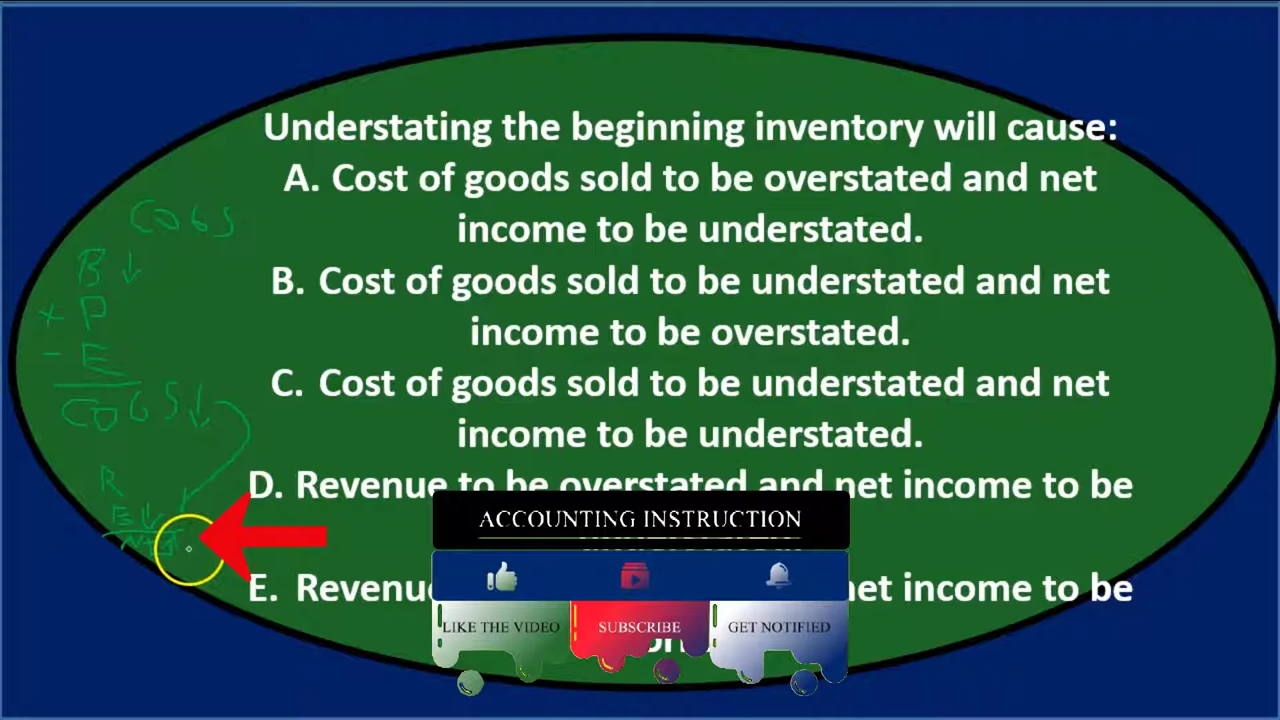 Understating the beginning inventory will cause:
A. Cost of goods sold to be overstated and net
income to be understated.
B. Cost of goods sold to be understated and net
income to be overstated.
C. Cost of goods sold to be understated and net
income to be understated.
D. Revenue to be overstated and net income to be
E. net income to be
COGS
B ↓
+ P
- E
COGS ↓
R
E ↓
ACCOUNTING INSTRUCTION
LIKE THE VIDEO
SUBSCRIBE
GET NOTIFIED